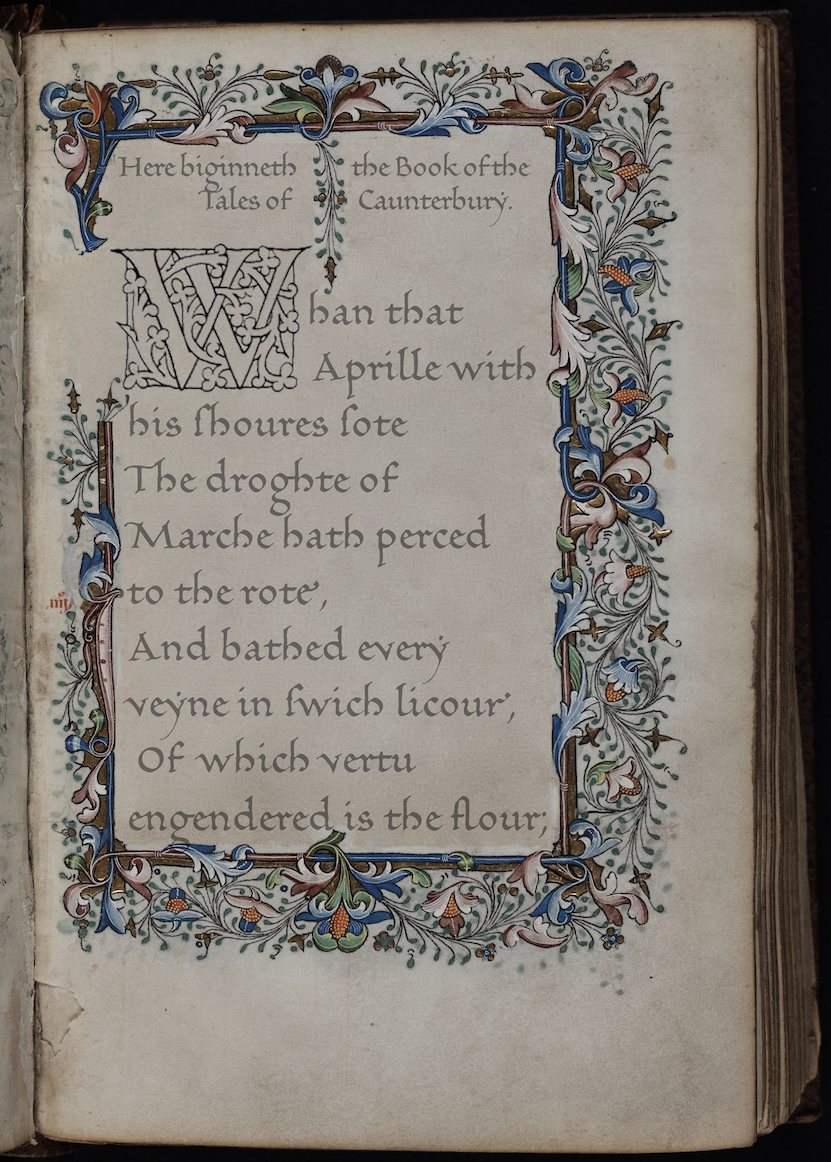 Here biginneth the Book of the
Tales of Caunterbury.
Whan that
Aprille with
his ſhoures ſote
The droghte of
Marche hath perced
to the rote,
And bathed every
veyne in ſwich licour,
Of which vertu
engendered is the flour;